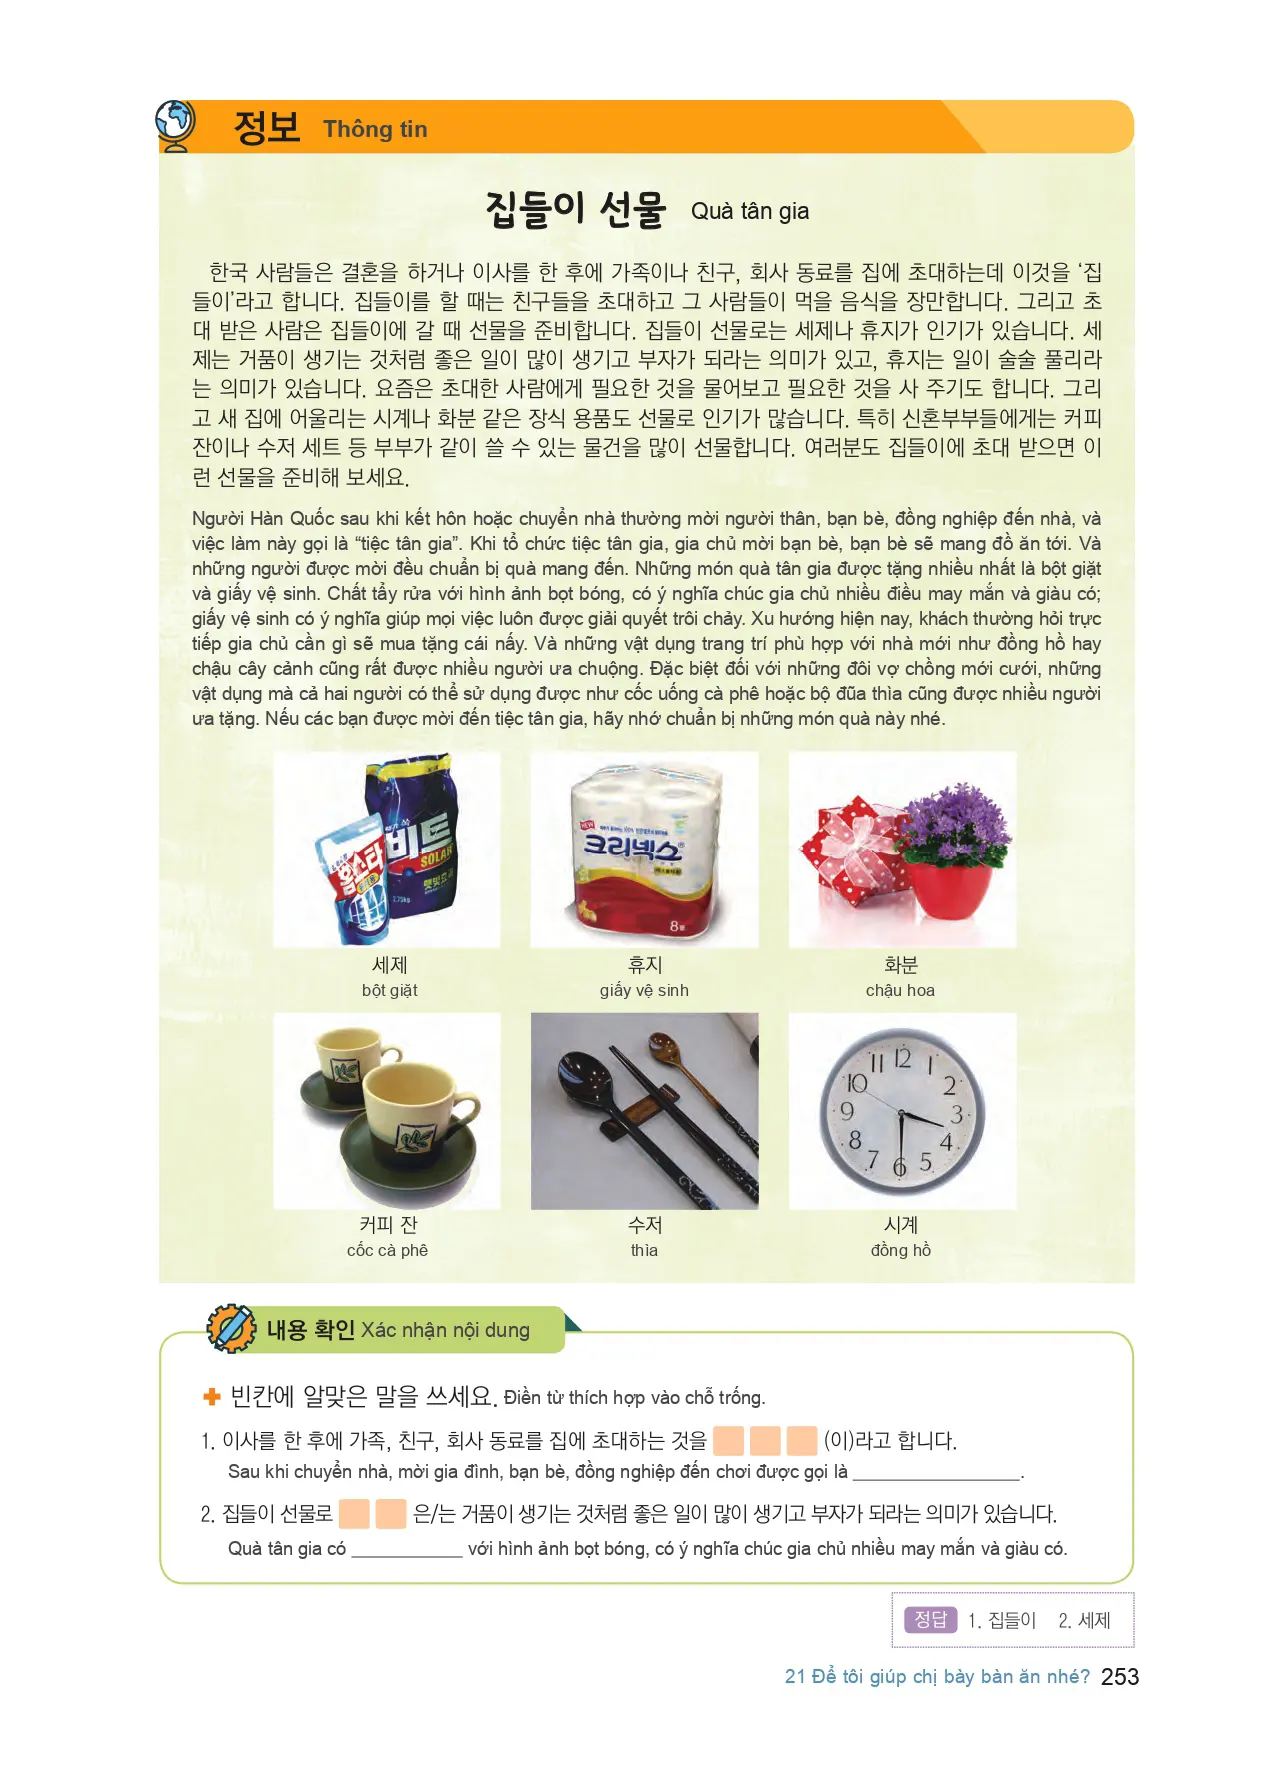 정보 Thông tin
집들이 선물 Quà tân gia
한국 사람들은 결혼을 하거나 이사를 한 후에 가족이나 친구, 회사 동료를 집에 초대하는데 이것을 ‘집
들이’라고 합니다. 집들이를 할 때는 친구들을 초대하고 그 사람들이 먹을 음식을 장만합니다. 그리고 초
대 받은 사람은 집들이에 갈 때 선물을 준비합니다. 집들이 선물로는 세제나 휴지가 인기가 있습니다. 세
제는 거품이 생기는 것처럼 좋은 일이 많이 생기고 부자가 되라는 의미가 있고, 휴지는 일이 술술 풀리라
는 의미가 있습니다. 요즘은 초대한 사람에게 필요한 것을 물어보고 필요한 것을 사 주기도 합니다. 그리
고 새 집에 어울리는 시계나 화분 같은 장식 용품도 선물로 인기가 많습니다. 특히 신혼부부들에게는 커피
잔이나 수저 세트 등 부부가 같이 쓸 수 있는 물건을 많이 선물합니다. 여러분도 집들이에 초대 받으면 이
런 선물을 준비해 보세요.
Người Hàn Quốc sau khi kết hôn hoặc chuyển nhà thường mời người thân, bạn bè, đồng nghiệp đến nhà, và
việc làm này gọi là “tiệc tân gia”. Khi tổ chức tiệc tân gia, gia chủ mời bạn bè, bạn bè sẽ mang đồ ăn tới. Và
những người được mời đều chuẩn bị quà mang đến. Những món quà tân gia được tặng nhiều nhất là bột giặt
và giấy vệ sinh. Chất tẩy rửa với hình ảnh bọt bóng, có ý nghĩa chúc gia chủ nhiều điều may mắn và giàu có;
giấy vệ sinh có ý nghĩa giúp mọi việc luôn được giải quyết trôi chảy. Xu hướng hiện nay, khách thường hỏi trực
tiếp gia chủ cần gì sẽ mua tặng cái nấy. Và những vật dụng trang trí phù hợp với nhà mới như đồng hồ hay
chậu cây cảnh cũng rất được nhiều người ưa chuộng. Đặc biệt đối với những đôi vợ chồng mới cưới, những
vật dụng mà cả hai người có thể sử dụng được như cốc uống cà phê hoặc bộ đũa thìa cũng được nhiều người
ưa tặng. Nếu các bạn được mời đến tiệc tân gia, hãy nhớ chuẩn bị những món quà này nhé.
비트
SOLAR
홈스타
NEW
크리넥스
8롤
세제
bột giặt
휴지
giấy vệ sinh
화분
chậu hoa
12 1 2 3 4 5 6 7 8 9 10 11
커피 잔
cốc cà phê
수저
thìa
시계
đồng hồ
내용 확인 Xác nhận nội dung
빈칸에 알맞은 말을 쓰세요. Điền từ thích hợp vào chỗ trống.
1. 이사를 한 후에 가족, 친구, 회사 동료를 집에 초대하는 것을 (이)라고 합니다.
Sau khi chuyển nhà, mời gia đình, bạn bè, đồng nghiệp đến chơi được gọi là _________________.
2. 집들이 선물로 은/는 거품이 생기는 것처럼 좋은 일이 많이 생기고 부자가 되라는 의미가 있습니다.
Quà tân gia có ___________ với hình ảnh bọt bóng, có ý nghĩa chúc gia chủ nhiều may mắn và giàu có.
정답 1. 집들이 2. 세제
21 Để tôi giúp chị bày bàn ăn nhé? 253